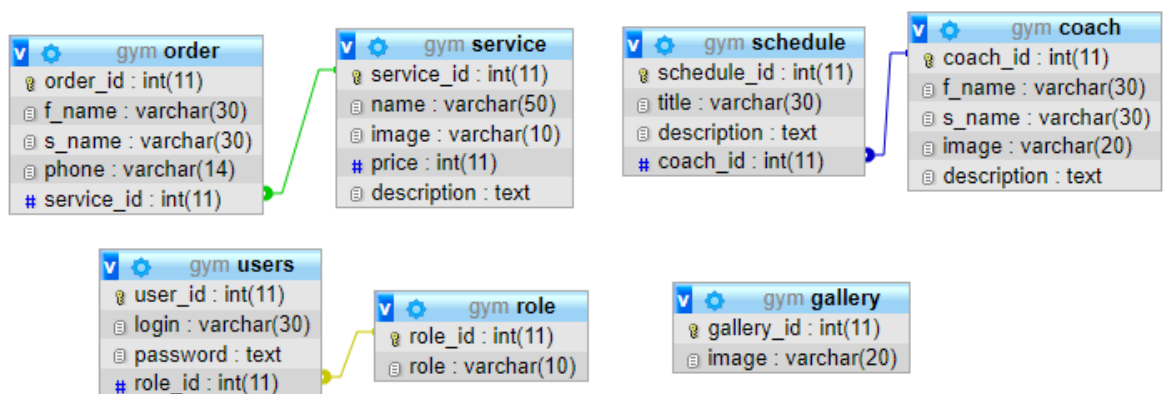 gym order
order_id : int(11)
f_name : varchar(30)
s_name : varchar(30)
phone : varchar(14)
# service_id : int(11)
gym service
service_id : int(11)
name : varchar(50)
image : varchar(10)
# price : int(11)
description : text
gym schedule
schedule_id : int(11)
title : varchar(30)
description : text
# coach_id : int(11)
gym coach
coach_id : int(11)
f_name : varchar(30)
s_name : varchar(30)
image : varchar(20)
description : text
gym users
user_id : int(11)
login : varchar(30)
password : text
# role_id : int(11)
gym role
role_id : int(11)
role : varchar(10)
gym gallery
gallery_id : int(11)
image : varchar(20)